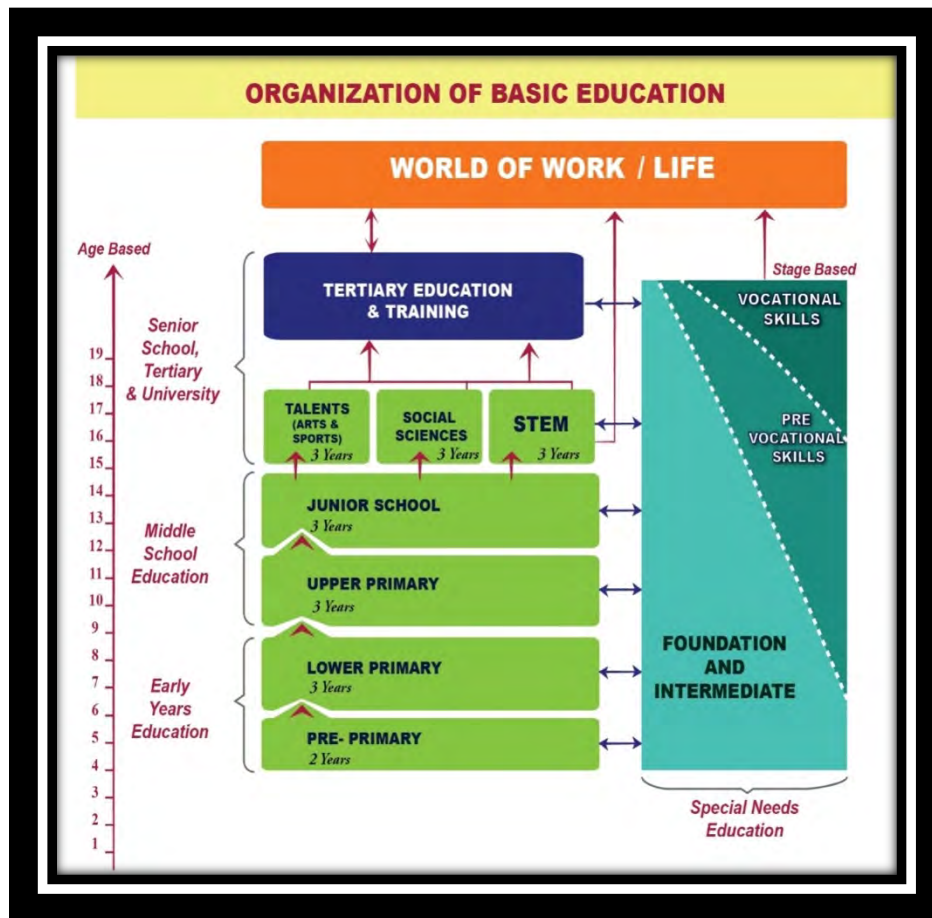 ORGANIZATION OF BASIC EDUCATION
WORLD OF WORK / LIFE
Age Based
Stage Based
Senior
School,
Tertiary
& University
TERTIARY EDUCATION
& TRAINING
VOCATIONAL
SKILLS
19
18
17
16
15
14
13
12
11
10
9
8
7
6
5
4
3
2
1
TALENTS
(ARTS &
SPORTS)
3 Years
SOCIAL
SCIENCES
3 Years
STEM
3 Years
PRE
VOCATIONAL
SKILLS
Middle
School
Education
JUNIOR SCHOOL
3 Years
UPPER PRIMARY
3 Years
Early
Years
Education
LOWER PRIMARY
3 Years
PRE- PRIMARY
2 Years
FOUNDATION
AND
INTERMEDIATE
Special Needs
Education